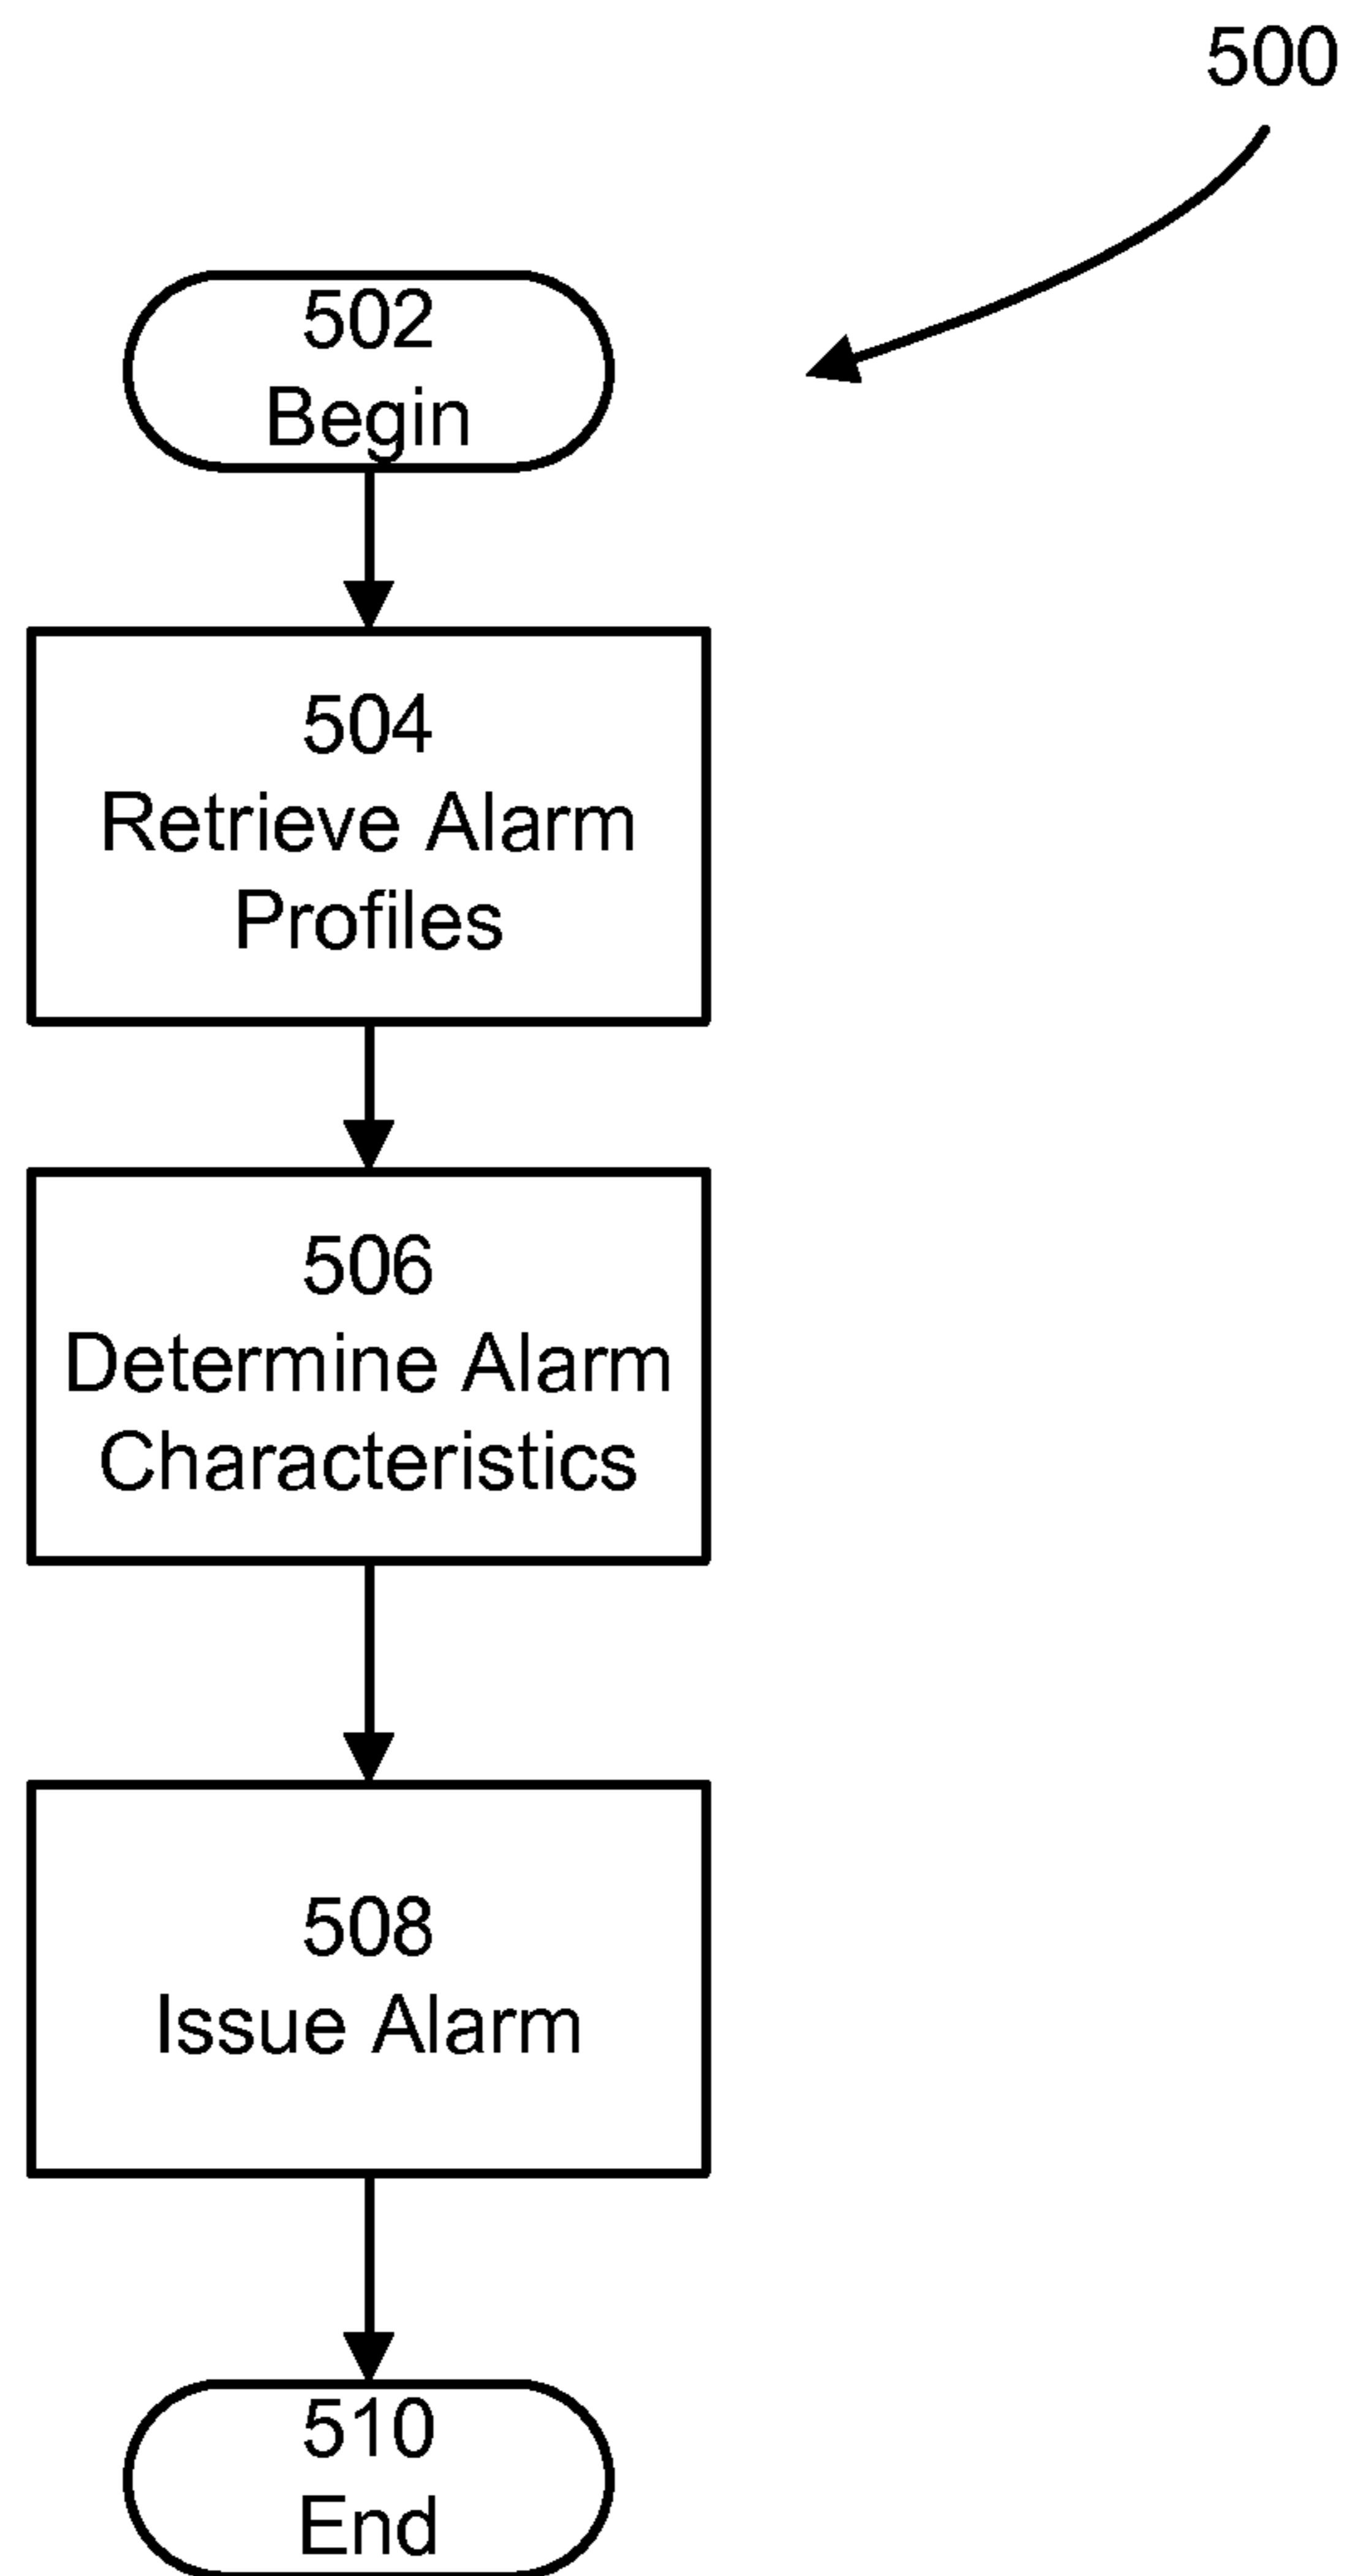 500
502
Begin
504
Retrieve Alarm
Profiles
506
Determine Alarm
Characteristics
508
Issue Alarm
510
End